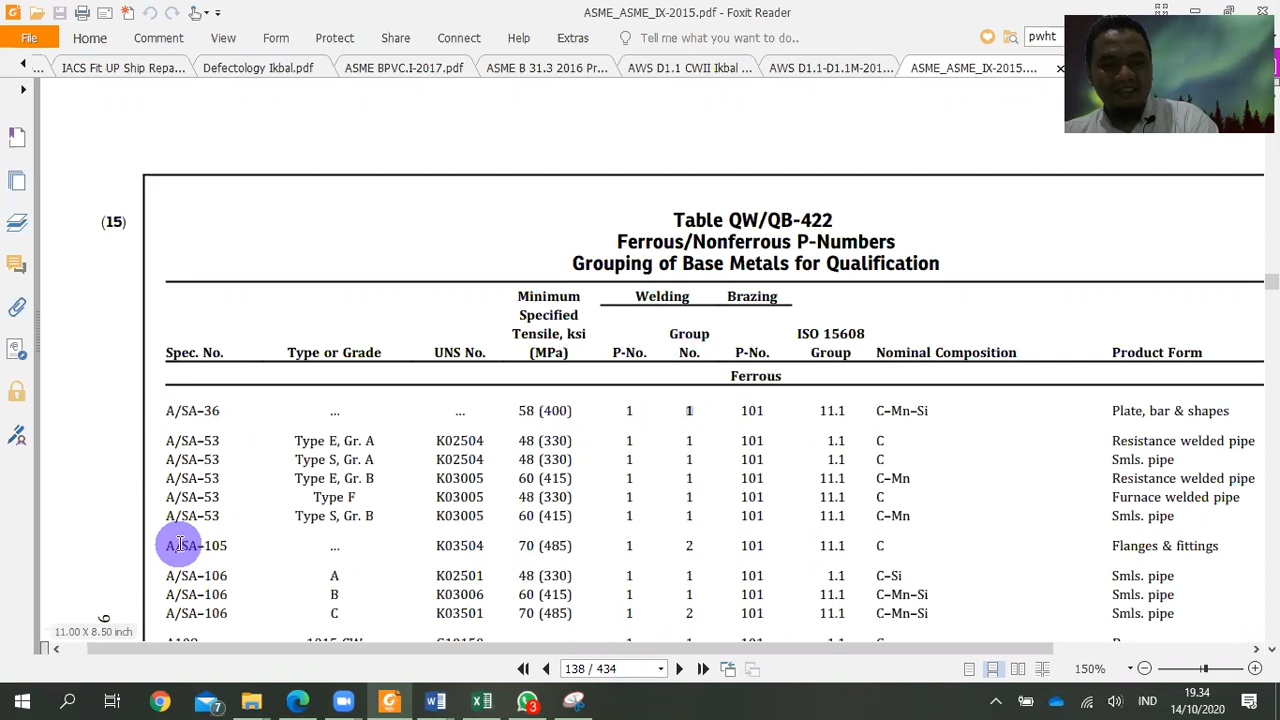 ASME_ASME_IX-2015.pdf - Foxit Reader
File Home Comment View Form Protect Share Connect Help Extras Tell me what you want to do... pwht
... IACS Fit UP Ship Repa... Defectology Ikbal.pdf ASME BPVC.I-2017.pdf ASME B 31.3 2016 Pr... AWS D1.1 CWII Ikbal ... AWS D1.1-D1.1M-201... ASME_ASME_IX-2015....
(15)
Table QW/QB-422
Ferrous/Nonferrous P-Numbers
Grouping of Base Metals for Qualification
Minimum Welding Brazing
Specified
Tensile, ksi Group ISO 15608
Spec. No. Type or Grade UNS No. (MPa) P-No. No. P-No. Group Nominal Composition Product Form
Ferrous
A/SA–36 ... ... 58 (400) 1 1 101 11.1 C–Mn–Si Plate, bar & shapes
A/SA–53 Type E, Gr. A K02504 48 (330) 1 1 101 1.1 C Resistance welded pipe
A/SA–53 Type S, Gr. A K02504 48 (330) 1 1 101 1.1 C Smls. pipe
A/SA–53 Type E, Gr. B K03005 60 (415) 1 1 101 11.1 C–Mn Resistance welded pipe
A/SA–53 Type F K03005 48 (330) 1 1 101 11.1 C Furnace welded pipe
A/SA–53 Type S, Gr. B K03005 60 (415) 1 1 101 11.1 C–Mn Smls. pipe
A/SA–105 ... K03504 70 (485) 1 2 101 11.1 C Flanges & fittings
A/SA–106 A K02501 48 (330) 1 1 101 1.1 C–Si Smls. pipe
A/SA–106 B K03006 60 (415) 1 1 101 11.1 C–Mn–Si Smls. pipe
A/SA–106 C K03501 70 (485) 1 2 101 11.1 C–Mn–Si Smls. pipe
11.00 X 8.50 inch
138 / 434
150%
7
3
IND
19.34
14/10/2020